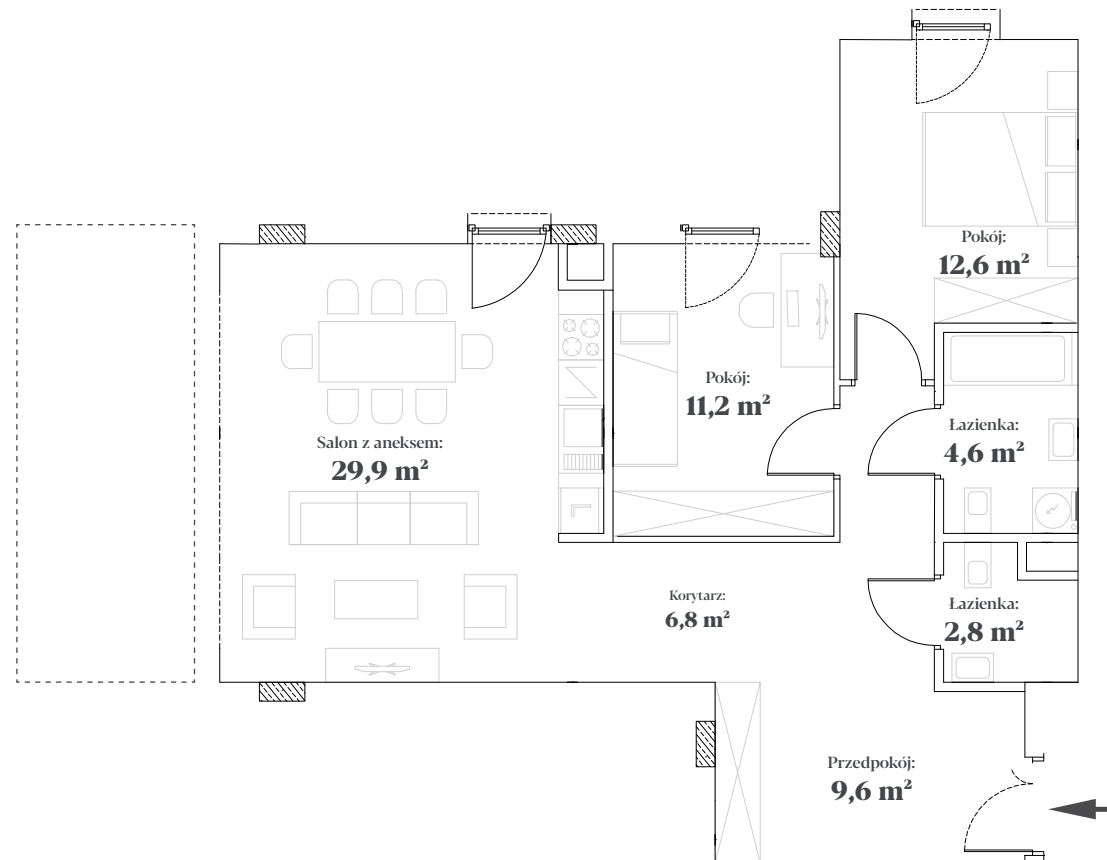 Pokój:
12,6 m²
Pokój:
11,2 m²
Salon z aneksem:
29,9 m²
Łazienka:
4,6 m²
Korytarz:
6,8 m²
Łazienka:
2,8 m²
Przedpokój:
9,6 m²